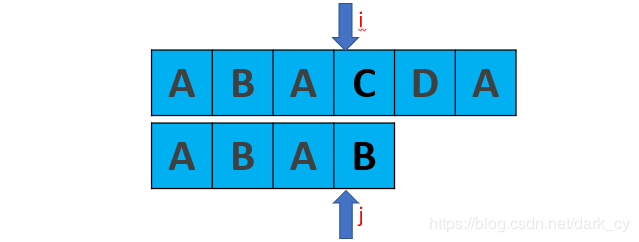 i
A B A C D A
A B A B
j
https://blog.csdn.net/dark_cy